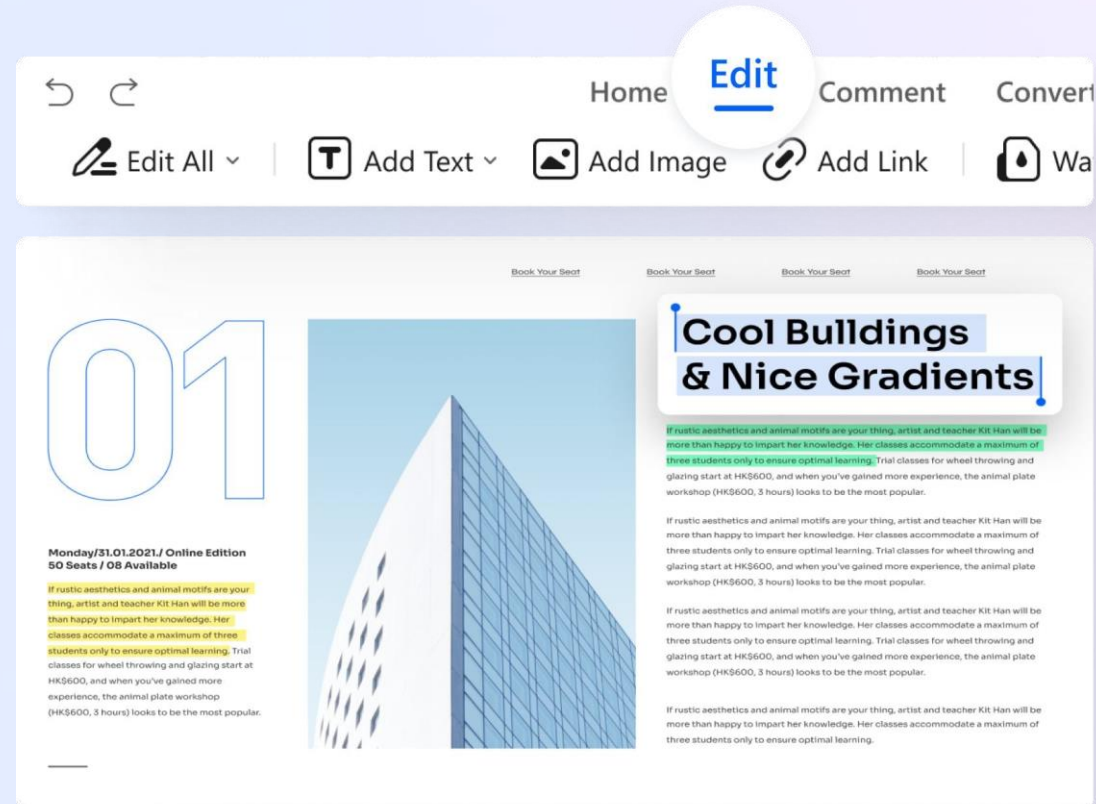 Home Edit Comment Convert
Edit All Add Text Add Image Add Link Wa
Book Your Seat Book Your Seat Book Your Seat Book Your Seat
01
Monday/31.01.2021./ Online Edition
50 Seats / 08 Available
If rustic aesthetics and animal motifs are your
thing, artist and teacher Kit Han will be more
than happy to impart her knowledge. Her
classes accommodate a maximum of three
students only to ensure optimal learning. Trial
classes for wheel throwing and glazing start at
HK$600, and when you've gained more
experience, the animal plate workshop
(HK$600, 3 hours) looks to be the most popular.
Cool Bulldings
& Nice Gradients
If rustic aesthetics and animal motifs are your thing, artist and teacher Kit Han will be
more than happy to impart her knowledge. Her classes accommodate a maximum of
three students only to ensure optimal learning. Trial classes for wheel throwing and
glazing start at HK$600, and when you've gained more experience, the animal plate
workshop (HK$600, 3 hours) looks to be the most popular.
If rustic aesthetics and animal motifs are your thing, artist and teacher Kit Han will be
more than happy to impart her knowledge. Her classes accommodate a maximum of
three students only to ensure optimal learning. Trial classes for wheel throwing and
glazing start at HK$600, and when you've gained more experience, the animal plate
workshop (HK$600, 3 hours) looks to be the most popular.
If rustic aesthetics and animal motifs are your thing, artist and teacher Kit Han will be
more than happy to impart her knowledge. Her classes accommodate a maximum of
three students only to ensure optimal learning. Trial classes for wheel throwing and
glazing start at HK$600, and when you've gained more experience, the animal plate
workshop (HK$600, 3 hours) looks to be the most popular.
If rustic aesthetics and animal motifs are your thing, artist and teacher Kit Han will be
more than happy to impart her knowledge. Her classes accommodate a maximum of
three students only to ensure optimal learning.